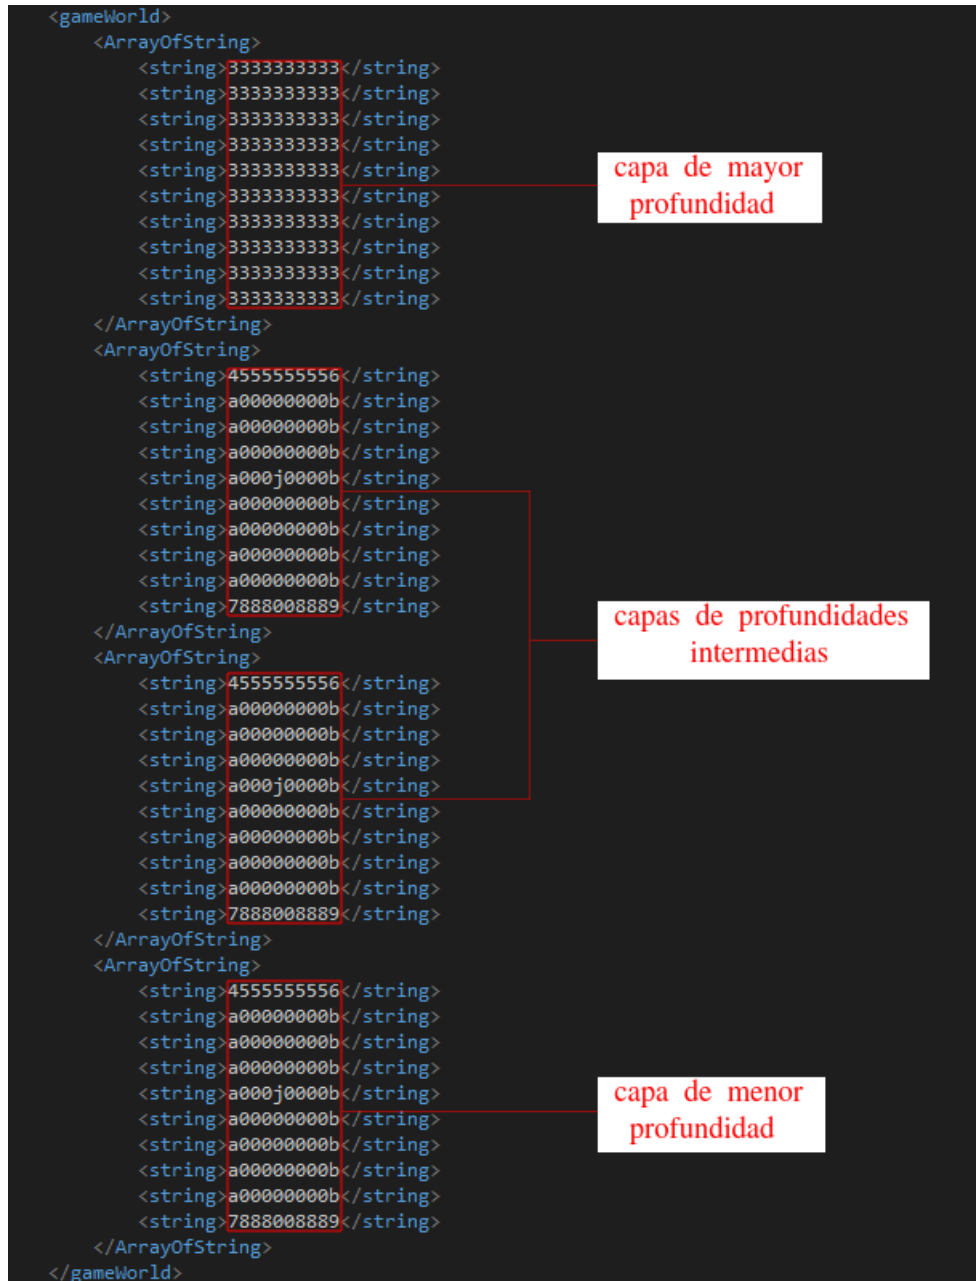 <gameWorld>
<ArrayOfString>
<string>3333333333</string>
<string>3333333333</string>
<string>3333333333</string>
<string>3333333333</string>
<string>3333333333</string>
<string>3333333333</string>
<string>3333333333</string>
<string>3333333333</string>
<string>3333333333</string>
<string>3333333333</string>
</ArrayOfString>
capa de mayor
profundidad
<ArrayOfString>
<string>4555555556</string>
<string>a00000000b</string>
<string>a00000000b</string>
<string>a00000000b</string>
<string>a000j0000b</string>
<string>a00000000b</string>
<string>a00000000b</string>
<string>a00000000b</string>
<string>a00000000b</string>
<string>7888008889</string>
</ArrayOfString>
<ArrayOfString>
<string>4555555556</string>
<string>a00000000b</string>
<string>a00000000b</string>
<string>a00000000b</string>
<string>a000j0000b</string>
<string>a00000000b</string>
<string>a00000000b</string>
<string>a00000000b</string>
<string>a00000000b</string>
<string>7888008889</string>
</ArrayOfString>
capas de profundidades
intermedias
<ArrayOfString>
<string>4555555556</string>
<string>a00000000b</string>
<string>a00000000b</string>
<string>a00000000b</string>
<string>a000j0000b</string>
<string>a00000000b</string>
<string>a00000000b</string>
<string>a00000000b</string>
<string>a00000000b</string>
<string>7888008889</string>
</ArrayOfString>
capa de menor
profundidad
</gameWorld>